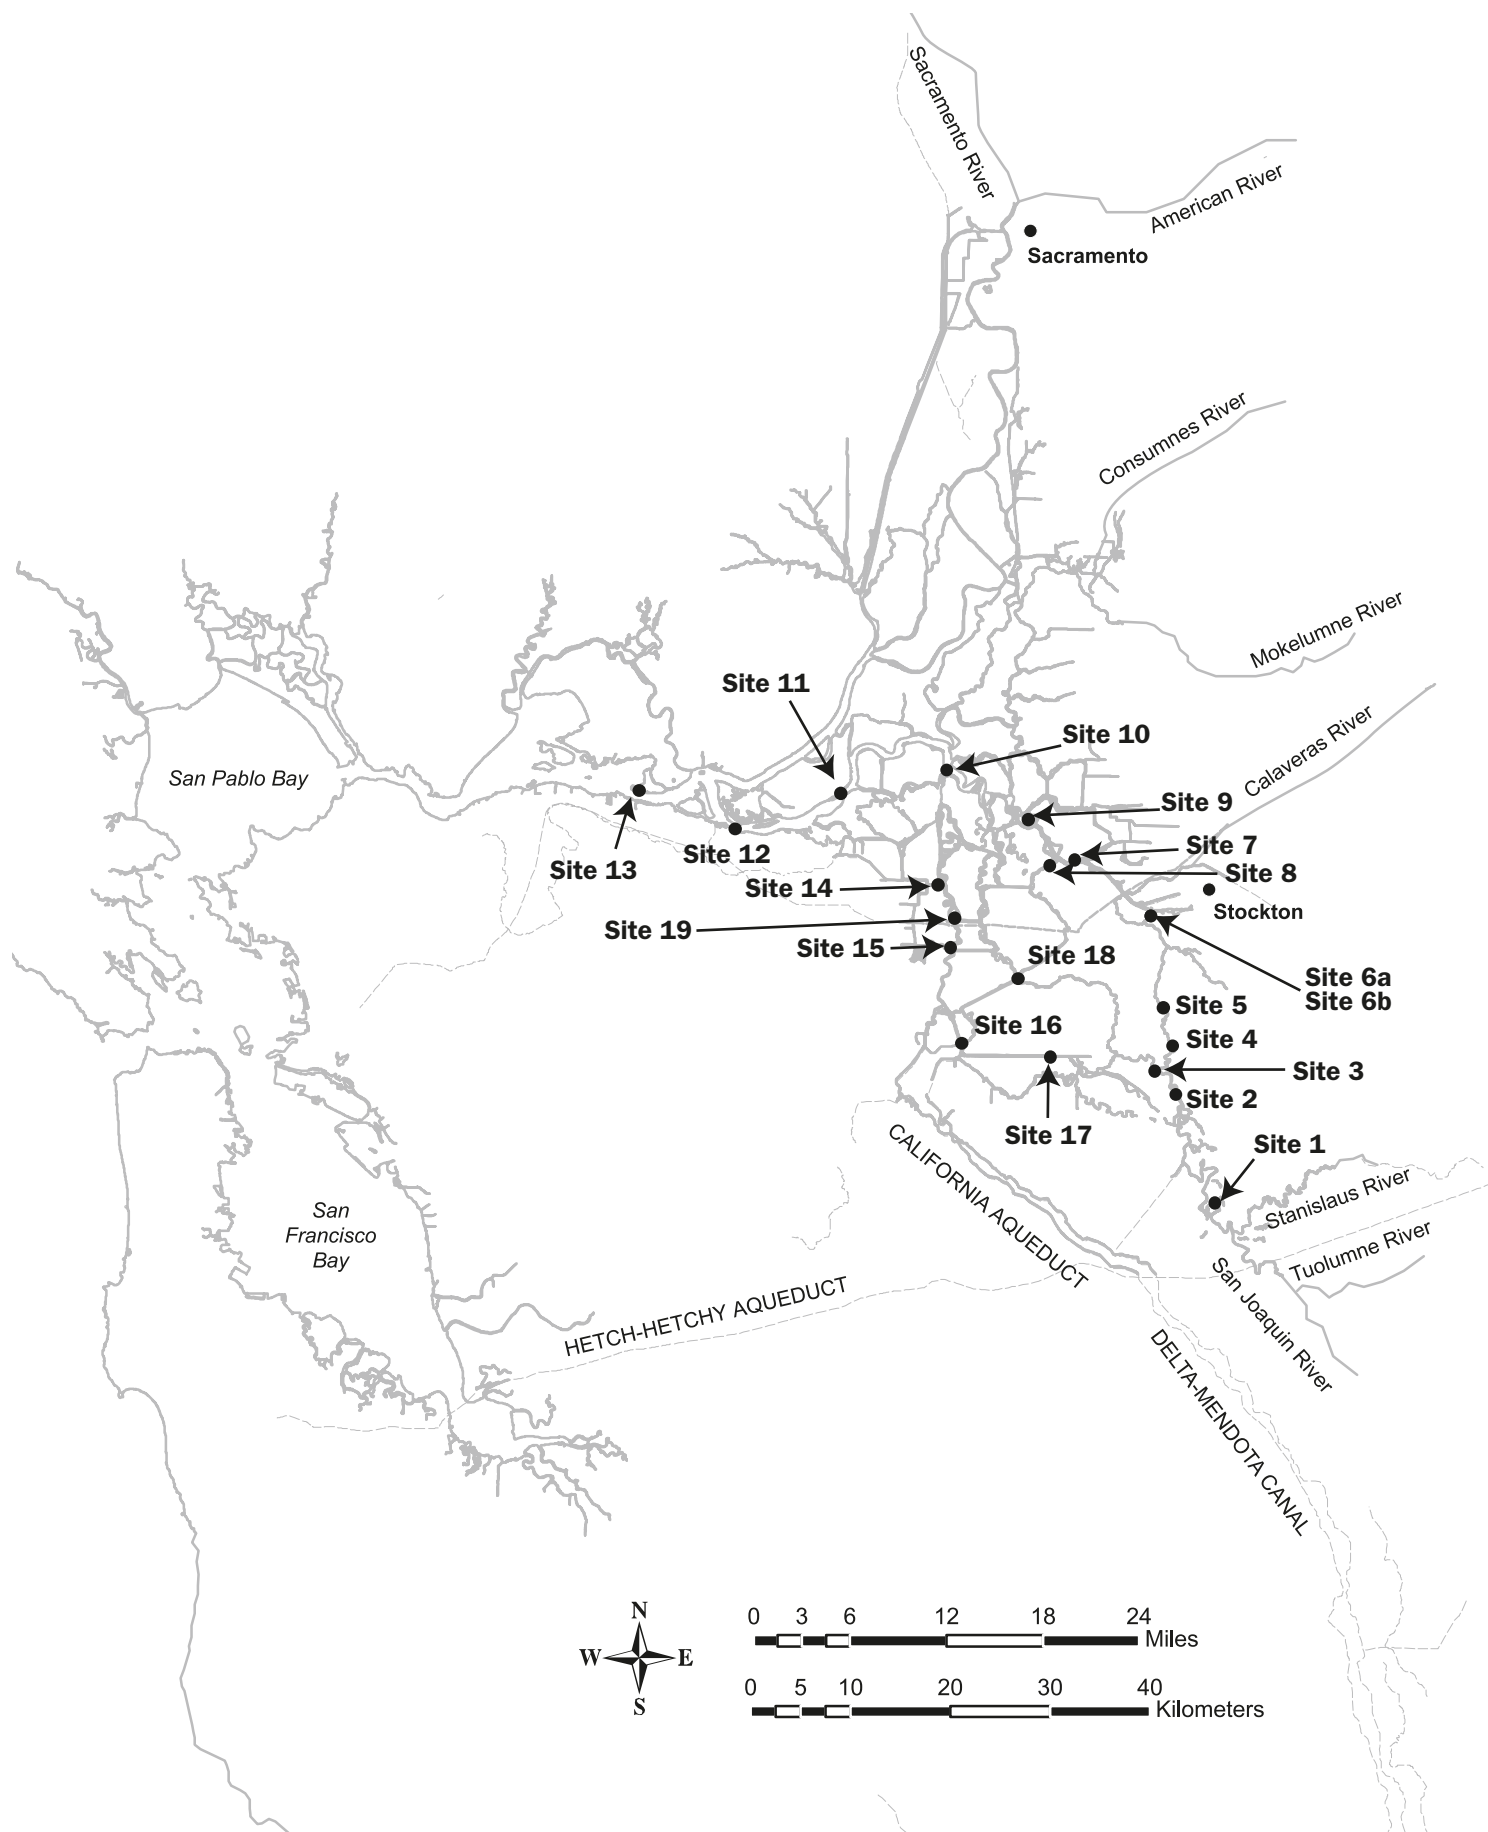 Sacramento River
American River
Sacramento
Consumnes River
Mokelumne River
Site 11
Calaveras River
Site 10
San Pablo Bay
Site 9
Site 7
Site 12
Site 13
Site 8
Site 14
Stockton
Site 19
Site 15
Site 18
Site 6a
Site 6b
Site 5
Site 16
Site 4
Site 3
Site 2
Site 17
Site 1
CALIFORNIA AQUEDUCT
Stanislaus River
San
Francisco
Bay
Tuolumne River
San Joaquin River
HETCH-HETCHY AQUEDUCT
DELTA-MENDOTA CANAL
N
W E
S
0 3 6 12 18 24
Miles
0 5 10 20 30 40
Kilometers